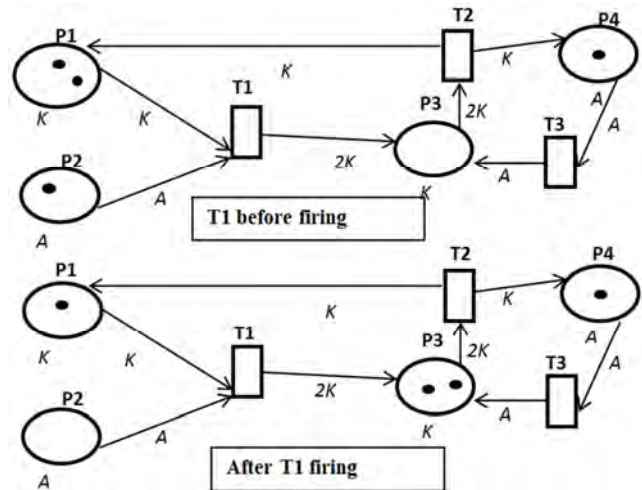 P1
T2
P4
K
K
T1
P3
2K
A
K
K
A
T3
P2
2K
A
A
K
A
T1 before firing
P1
T2
P4
K
K
T1
P3
2K
A
K
K
A
T3
2K
P2
A
A
K
A
After T1 firing